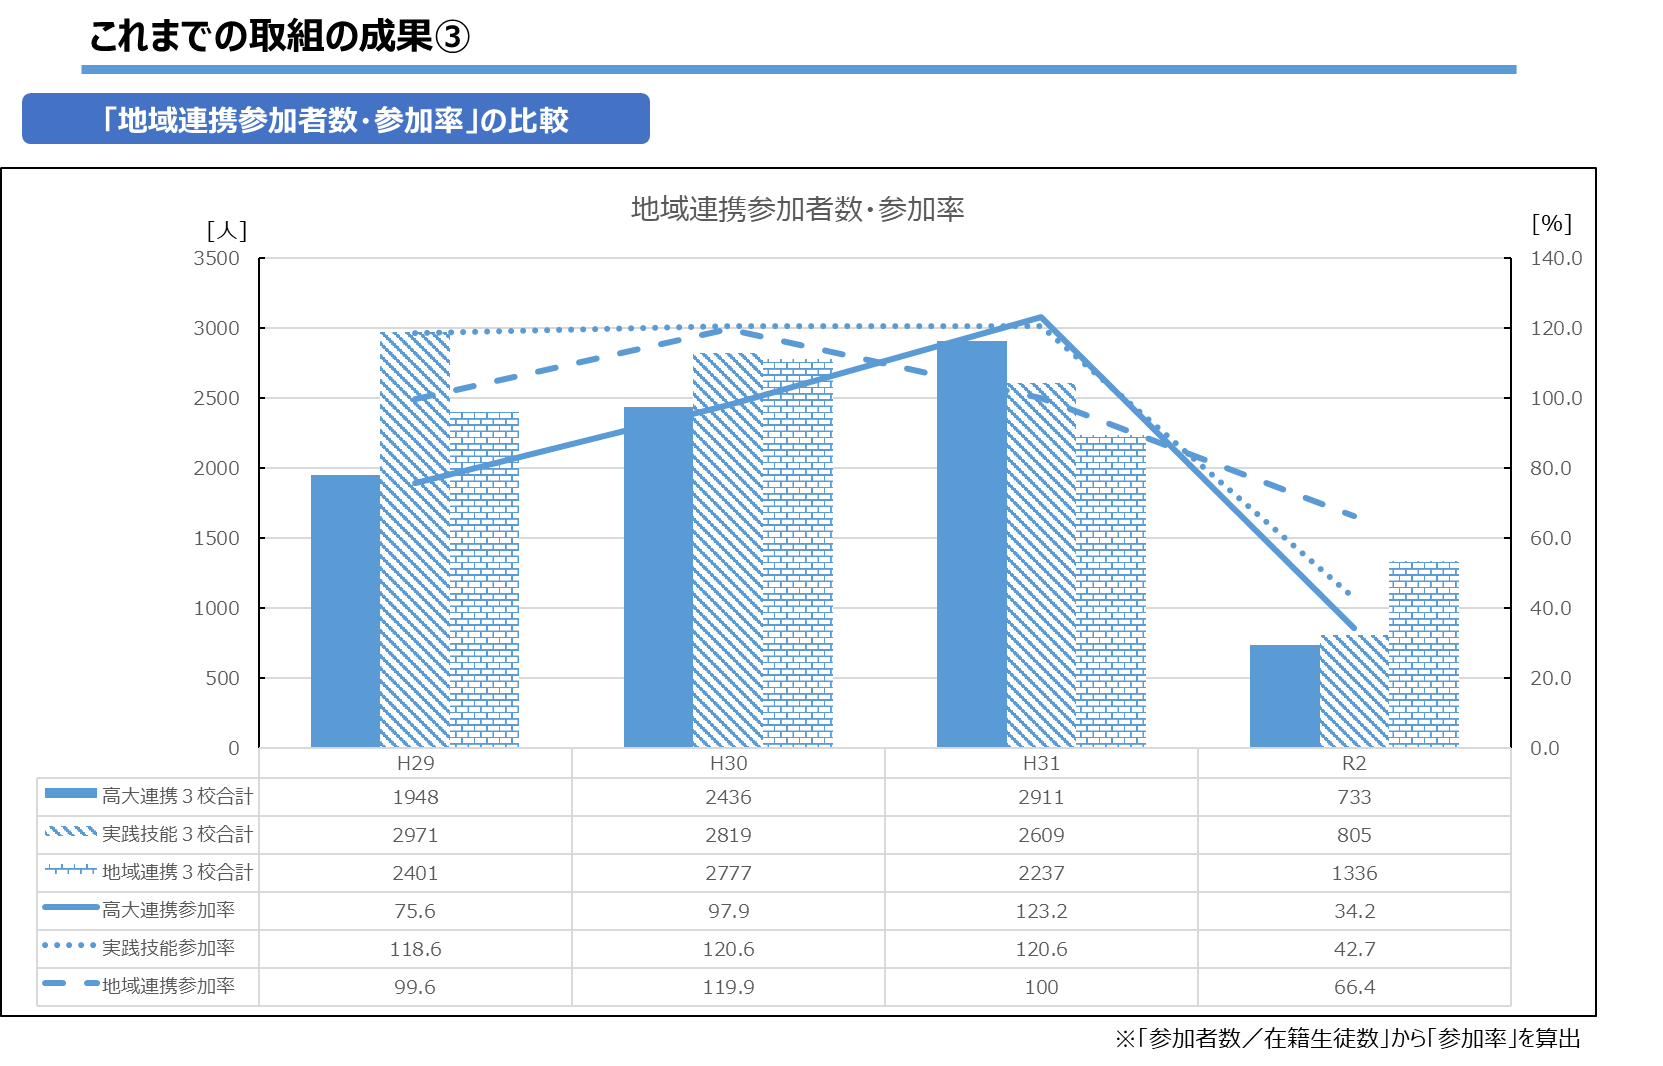 これまでの取組の成果③
「地域連携参加者数・参加率」の比較
地域連携参加者数・参加率
[人]
[%]
3500
3000
2500
2000
1500
1000
500
0
140.0
120.0
100.0
80.0
60.0
40.0
20.0
0.0
H29 H30 H31 R2
高大連携３校合計 1948 2436 2911 733
実践技能３校合計 2971 2819 2609 805
地域連携３校合計 2401 2777 2237 1336
高大連携参加率 75.6 97.9 123.2 34.2
実践技能参加率 118.6 120.6 120.6 42.7
地域連携参加率 99.6 119.9 100 66.4
※「参加者数／在籍生徒数」から「参加率」を算出